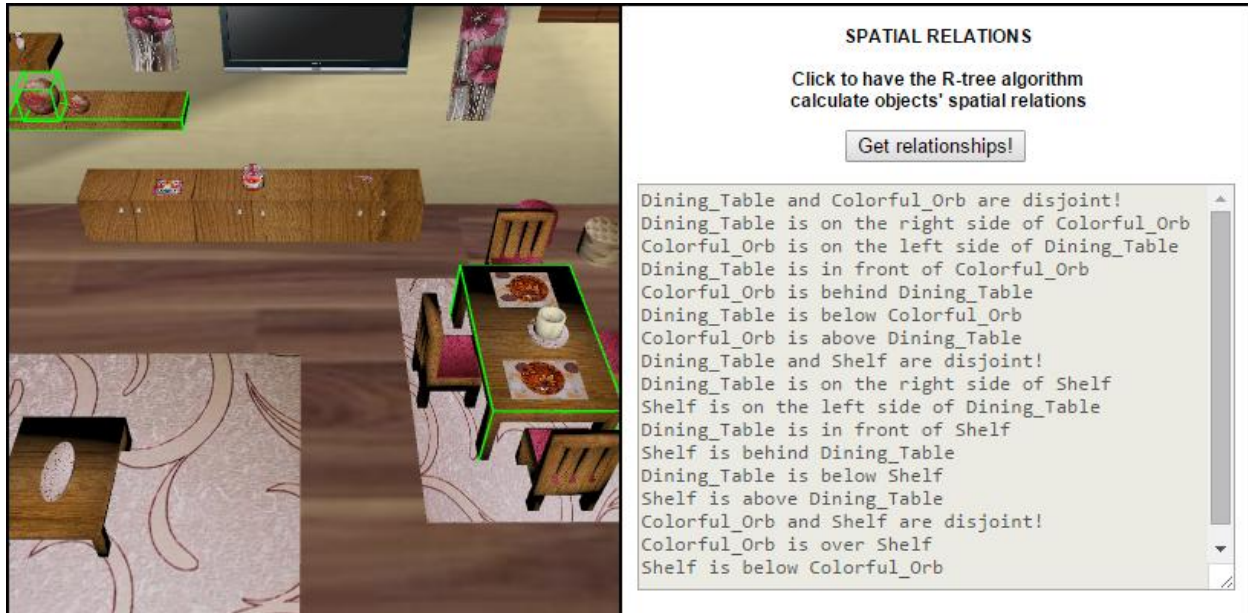 SPATIAL RELATIONS
Click to have the R-tree algorithm
calculate objects' spatial relations
Get relationships!
Dining_Table and Colorful_Orb are disjoint!
Dining_Table is on the right side of Colorful_Orb
Colorful_Orb is on the left side of Dining_Table
Dining_Table is in front of Colorful_Orb
Colorful_Orb is behind Dining_Table
Dining_Table is below Colorful_Orb
Colorful_Orb is above Dining_Table
Dining_Table and Shelf are disjoint!
Dining_Table is on the right side of Shelf
Shelf is on the left side of Dining_Table
Dining_Table is in front of Shelf
Shelf is behind Dining_Table
Dining_Table is below Shelf
Shelf is above Dining_Table
Colorful_Orb and Shelf are disjoint!
Colorful_Orb is over Shelf
Shelf is below Colorful_Orb